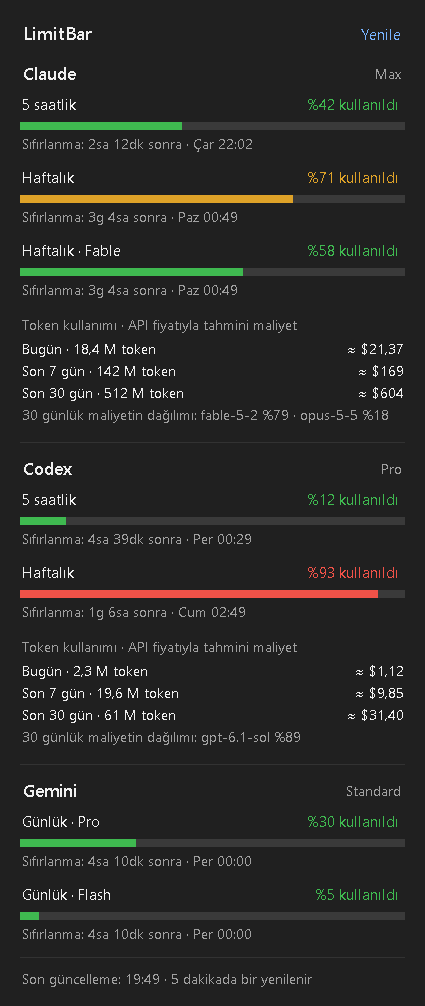 LimitBar Yenile
Claude Max
5 saatlik %42 kullanıldı
Sıfırlanma: 2sa 12dk sonra · Çar 22:02
Haftalık %71 kullanıldı
Sıfırlanma: 3g 4sa sonra · Paz 00:49
Haftalık · Fable %58 kullanıldı
Sıfırlanma: 3g 4sa sonra · Paz 00:49
Token kullanımı · API fiyatıyla tahmini maliyet
Bugün · 18,4 M token ≈ $21,37
Son 7 gün · 142 M token ≈ $169
Son 30 gün · 512 M token ≈ $604
30 günlük maliyetin dağılımı: fable-5-2 %79 · opus-5-5 %18
Codex Pro
5 saatlik %12 kullanıldı
Sıfırlanma: 4sa 39dk sonra · Per 00:29
Haftalık %93 kullanıldı
Sıfırlanma: 1g 6sa sonra · Cum 02:49
Token kullanımı · API fiyatıyla tahmini maliyet
Bugün · 2,3 M token ≈ $1,12
Son 7 gün · 19,6 M token ≈ $9,85
Son 30 gün · 61 M token ≈ $31,40
30 günlük maliyetin dağılımı: gpt-6.1-sol %89
Gemini Standard
Günlük · Pro %30 kullanıldı
Sıfırlanma: 4sa 10dk sonra · Per 00:00
Günlük · Flash %5 kullanıldı
Sıfırlanma: 4sa 10dk sonra · Per 00:00
Son güncelleme: 19:49 · 5 dakikada bir yenilenir